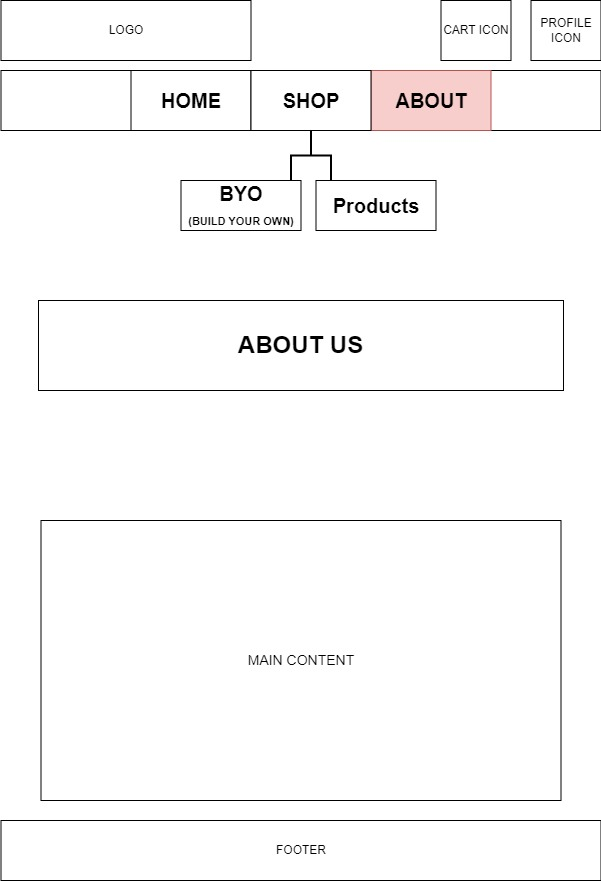 LOGO
CART ICON
PROFILE
ICON
HOME
SHOP
ABOUT
BYO
(BUILD YOUR OWN)
Products
ABOUT US
MAIN CONTENT
FOOTER